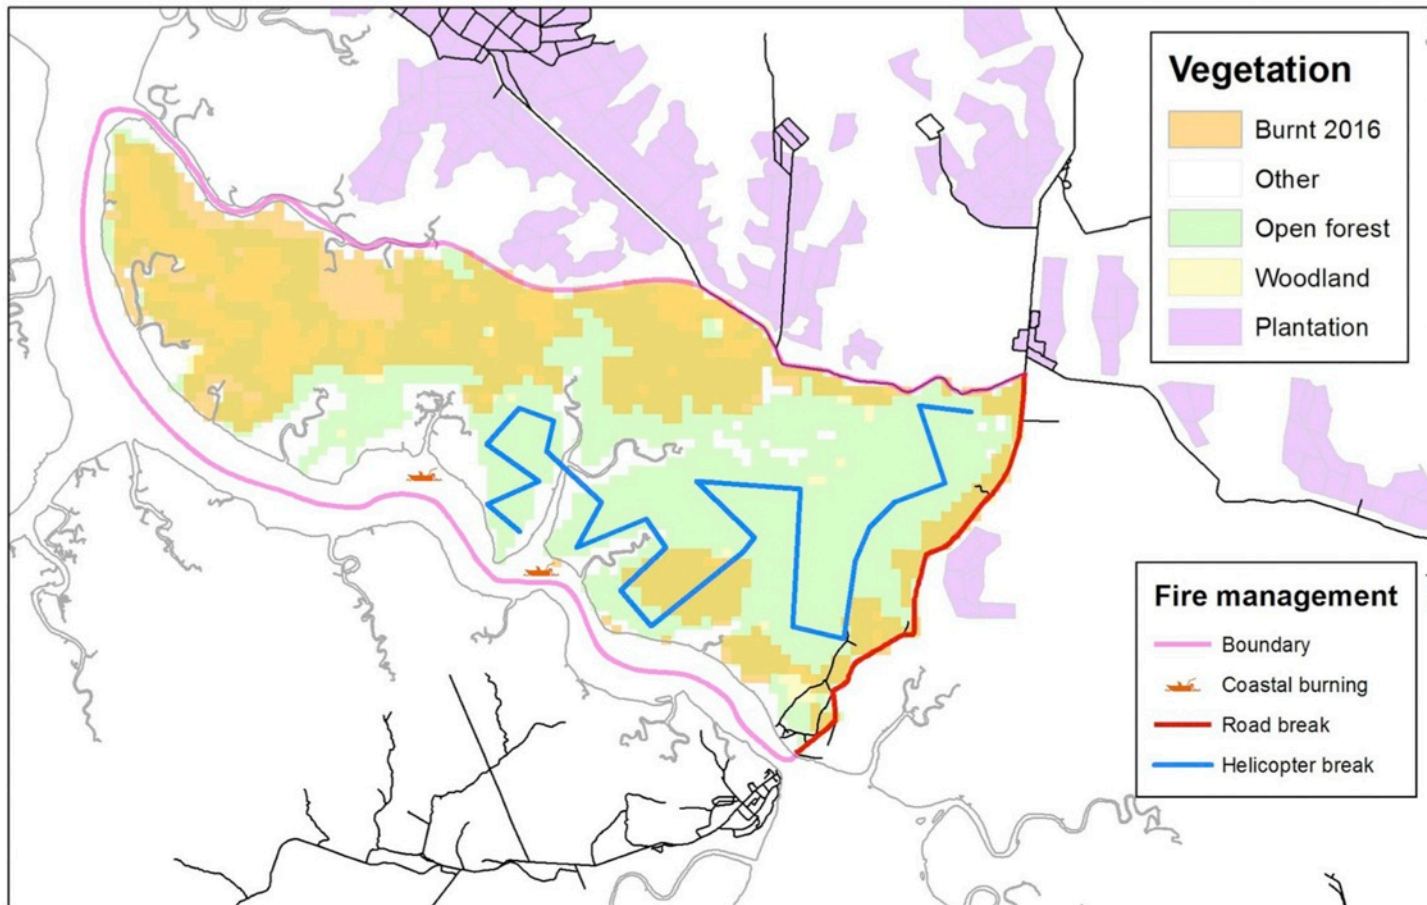 Vegetation
Burnt 2016
Other
Open forest
Woodland
Plantation
Fire management
Boundary
Coastal burning
Road break
Helicopter break